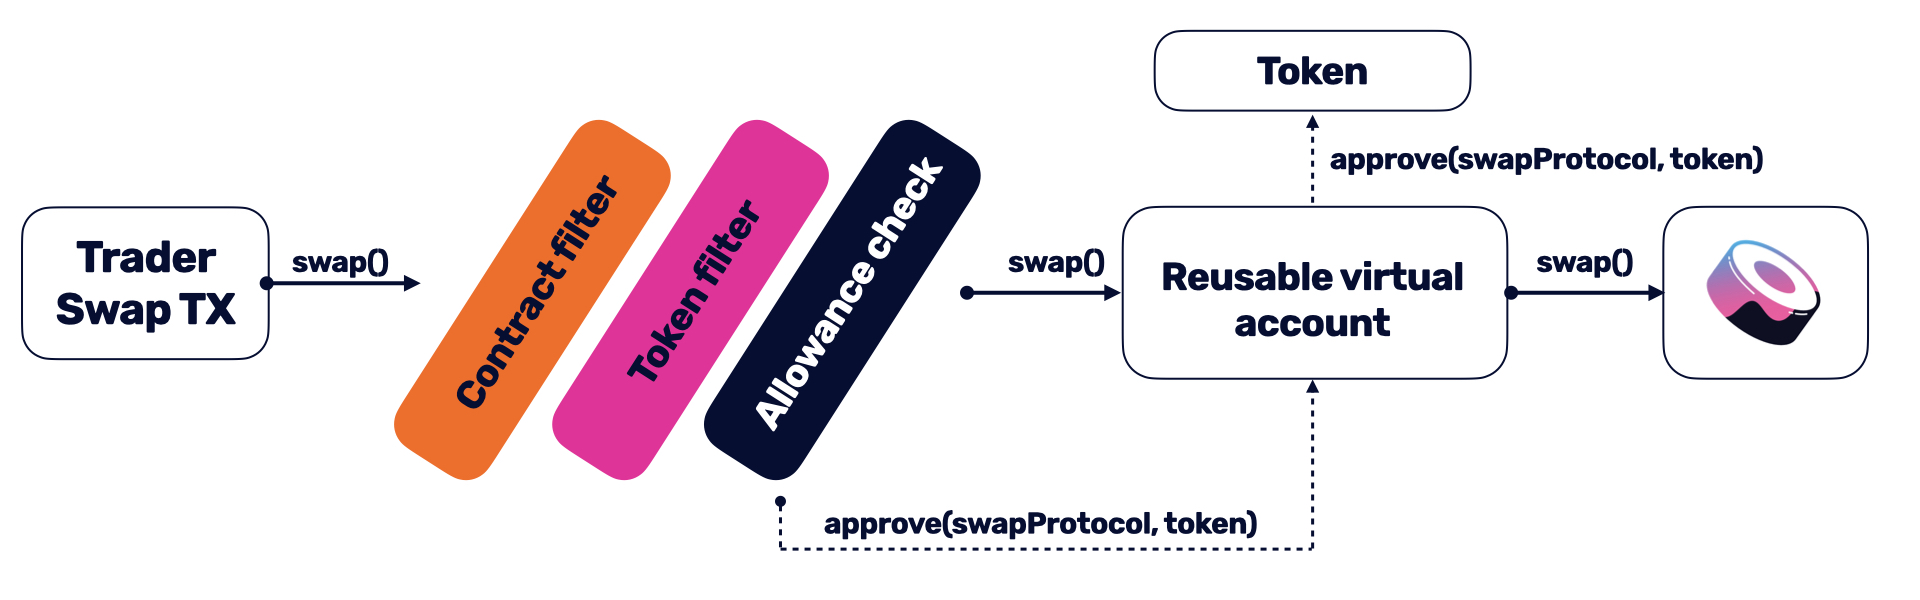 Trader
Swap TX
swap()
Contract filter
Token filter
Allowance check
swap()
Reusable virtual
account
Token
approve(swapProtocol, token)
swap()
approve(swapProtocol, token)